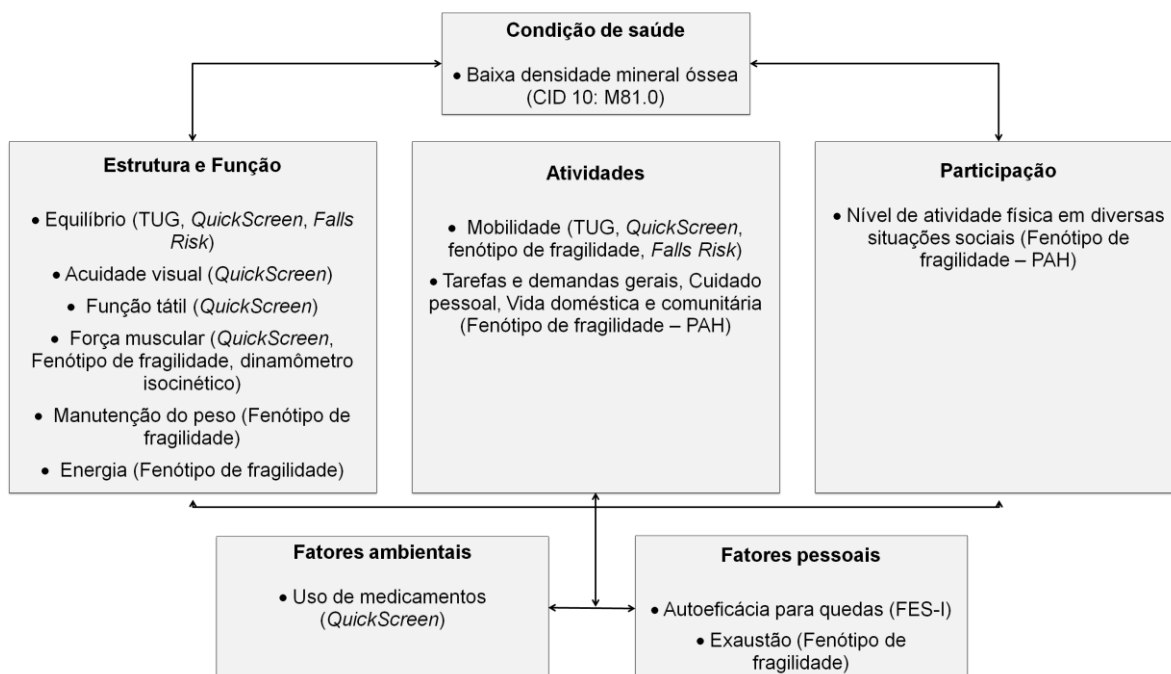 Condição de saúde
• Baixa densidade mineral óssea
(CID 10: M81.0)
Estrutura e Função
• Equilíbrio (TUG, QuickScreen, Falls
Risk)
• Acuidade visual (QuickScreen)
• Função tátil (QuickScreen)
• Força muscular (QuickScreen,
Fenótipo de fragilidade, dinamômetro
isocinético)
• Manutenção do peso (Fenótipo de
fragilidade)
• Energia (Fenótipo de fragilidade)
Atividades
• Mobilidade (TUG, QuickScreen,
fenótipo de fragilidade, Falls Risk)
• Tarefas e demandas gerais, Cuidado
pessoal, Vida doméstica e comunitária
(Fenótipo de fragilidade – PAH)
Participação
• Nível de atividade física em diversas
situações sociais (Fenótipo de
fragilidade – PAH)
Fatores ambientais
• Uso de medicamentos
(QuickScreen)
Fatores pessoais
• Autoeficácia para quedas (FES-I)
• Exaustão (Fenótipo de
fragilidade)